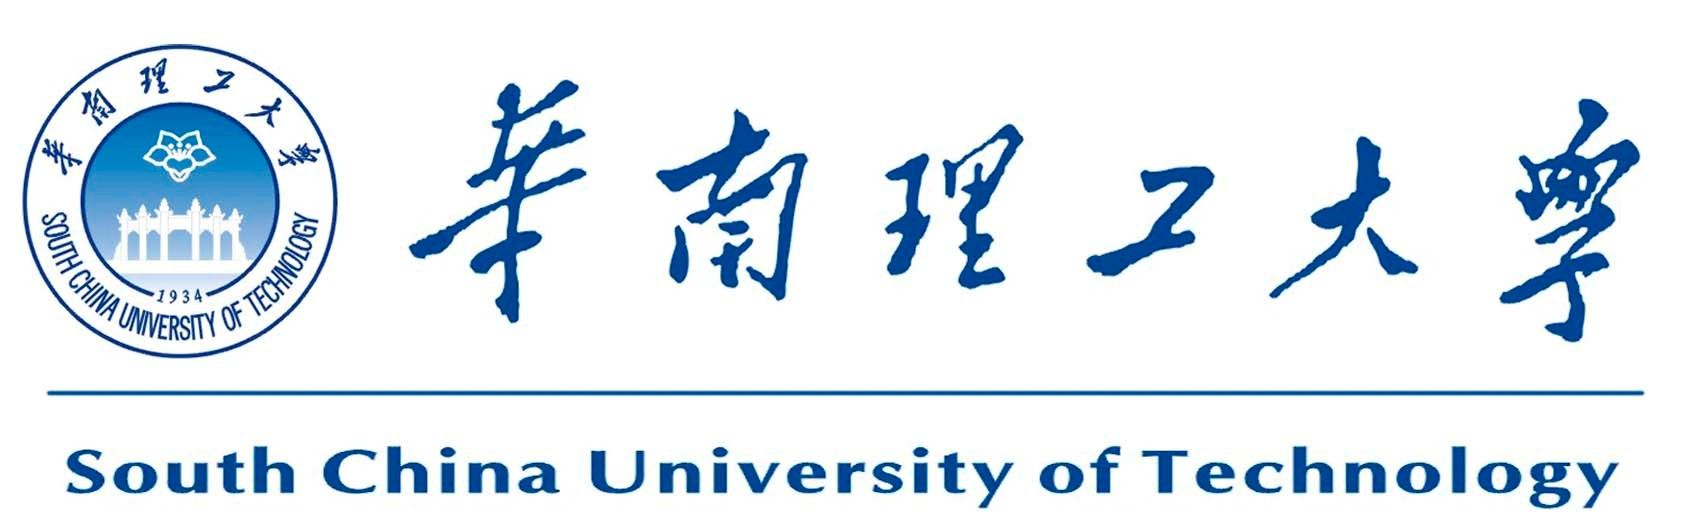 華南理工大學
SOUTH CHINA UNIVERSITY OF TECHNOLOGY
1934
華南理工大學
South China University of Technology